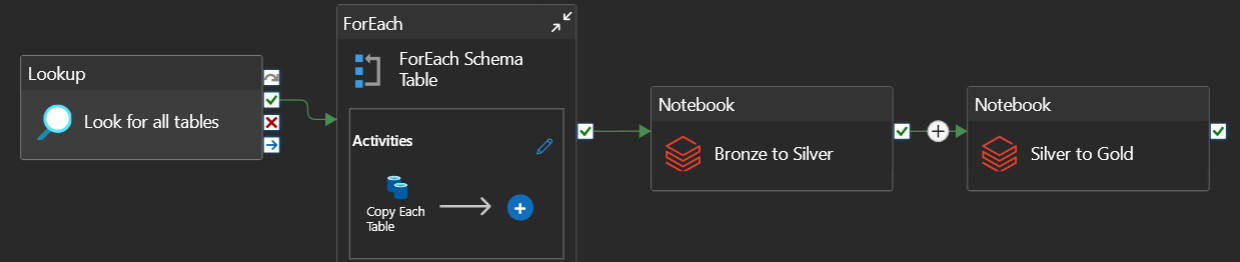 Lookup
Look for all tables
ForEach
ForEach Schema
Table
Activities
Copy Each
Table
Notebook
Bronze to Silver
Notebook
Silver to Gold